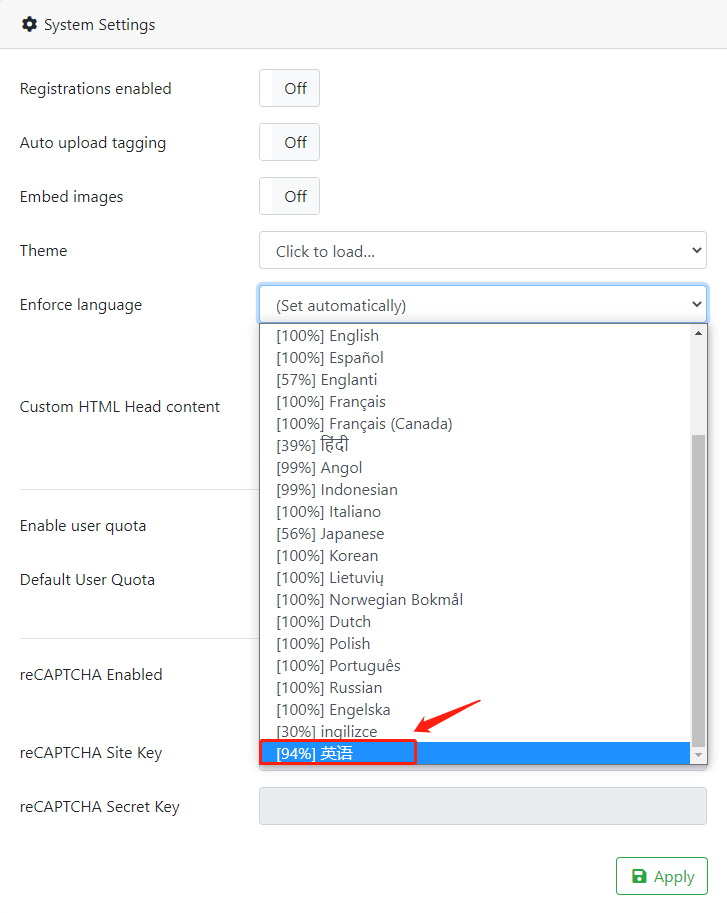 System Settings
Registrations enabled
Off
Auto upload tagging
Off
Embed images
Off
Theme
Click to load...
Enforce language
(Set automatically)
[100%] English
[100%] Español
[57%] Englanti
[100%] Français
Custom HTML Head content
[100%] Français (Canada)
[39%] हिंदी
[99%] Angol
[99%] Indonesian
[100%] Italiano
Enable user quota
[56%] Japanese
[100%] Korean
Default User Quota
[100%] Lietuvių
[100%] Norwegian Bokmål
[100%] Dutch
[100%] Polish
[100%] Português
reCAPTCHA Enabled
[100%] Russian
[100%] Engelska
[30%] ingilizce
reCAPTCHA Site Key
[94%] 英语
reCAPTCHA Secret Key
Apply